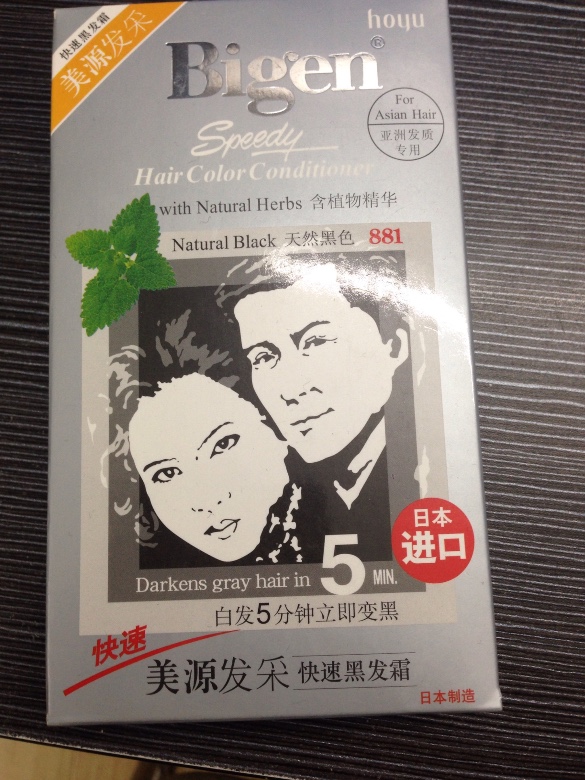 hoyu
快速黑发霜
美源发采
Bigen®
For
Asian Hair
亚洲发质
专用
Speedy
Hair Color Conditioner
with Natural Herbs 含植物精华
Natural Black 天然黑色 881
日本
进口
Darkens gray hair in 5 MIN.
白发5分钟立即变黑
快速
美源发采 快速黑发霜
日本制造